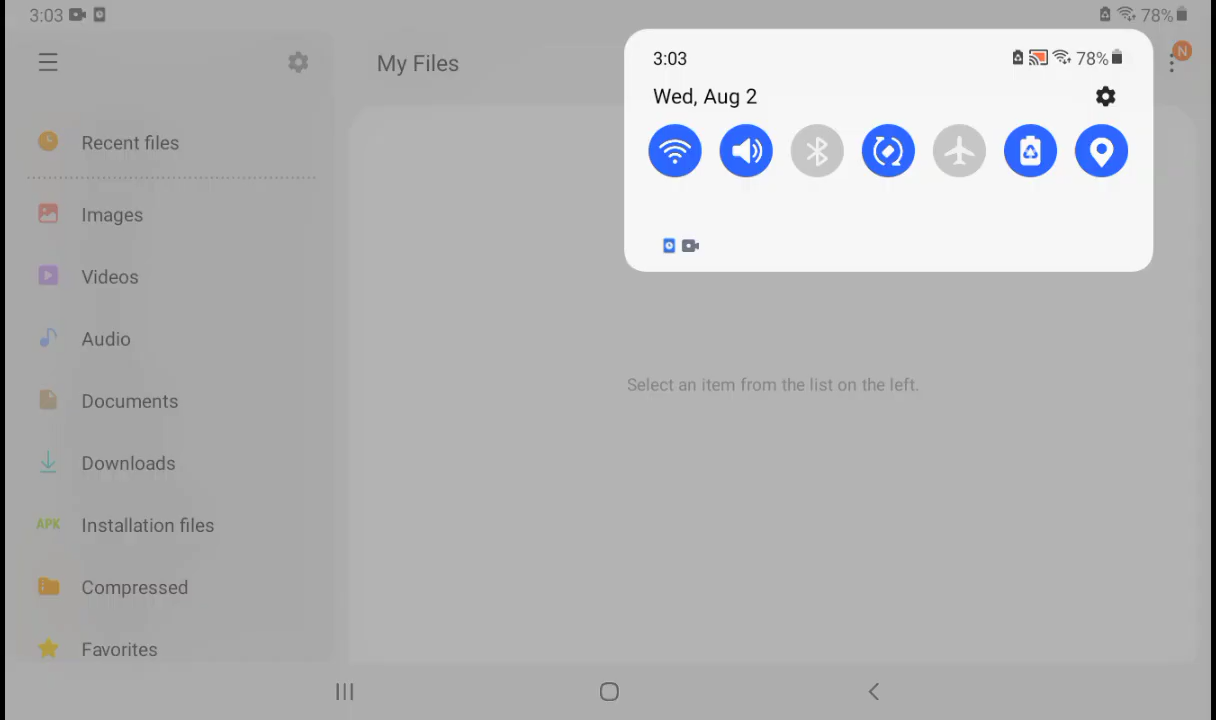 3:03
78%
My Files
N
3:03
78%
Wed, Aug 2
Recent files
Images
Videos
Audio
Select an item from the list on the left.
Documents
Downloads
APK Installation files
Compressed
Favorites